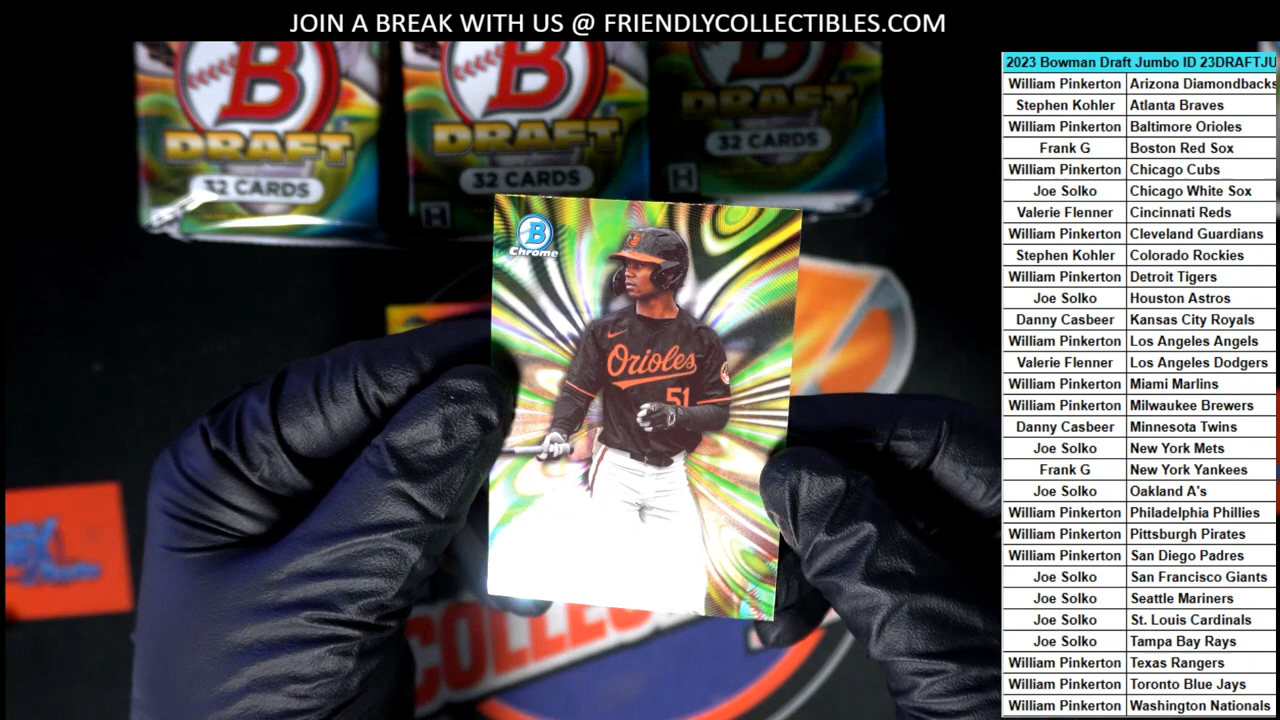 JOIN A BREAK WITH US @ FRIENDLYCOLLECTIBLES.COM
B
DRAFT
32 CARDS
H
B
DRAFT
32 CARDS
H
B
DRAFT
32 CARDS
H
B
Chrome
Orioles
51
COLLEC
2023 Bowman Draft Jumbo ID 23DRAFTJU
William Pinkerton Arizona Diamondbacks
Stephen Kohler Atlanta Braves
William Pinkerton Baltimore Orioles
Frank G Boston Red Sox
William Pinkerton Chicago Cubs
Joe Solko Chicago White Sox
Valerie Flenner Cincinnati Reds
William Pinkerton Cleveland Guardians
Stephen Kohler Colorado Rockies
William Pinkerton Detroit Tigers
Joe Solko Houston Astros
Danny Casbeer Kansas City Royals
William Pinkerton Los Angeles Angels
Valerie Flenner Los Angeles Dodgers
William Pinkerton Miami Marlins
William Pinkerton Milwaukee Brewers
Danny Casbeer Minnesota Twins
Joe Solko New York Mets
Frank G New York Yankees
Joe Solko Oakland A's
William Pinkerton Philadelphia Phillies
William Pinkerton Pittsburgh Pirates
William Pinkerton San Diego Padres
Joe Solko San Francisco Giants
Joe Solko Seattle Mariners
Joe Solko St. Louis Cardinals
Joe Solko Tampa Bay Rays
William Pinkerton Texas Rangers
William Pinkerton Toronto Blue Jays
William Pinkerton Washington Nationals